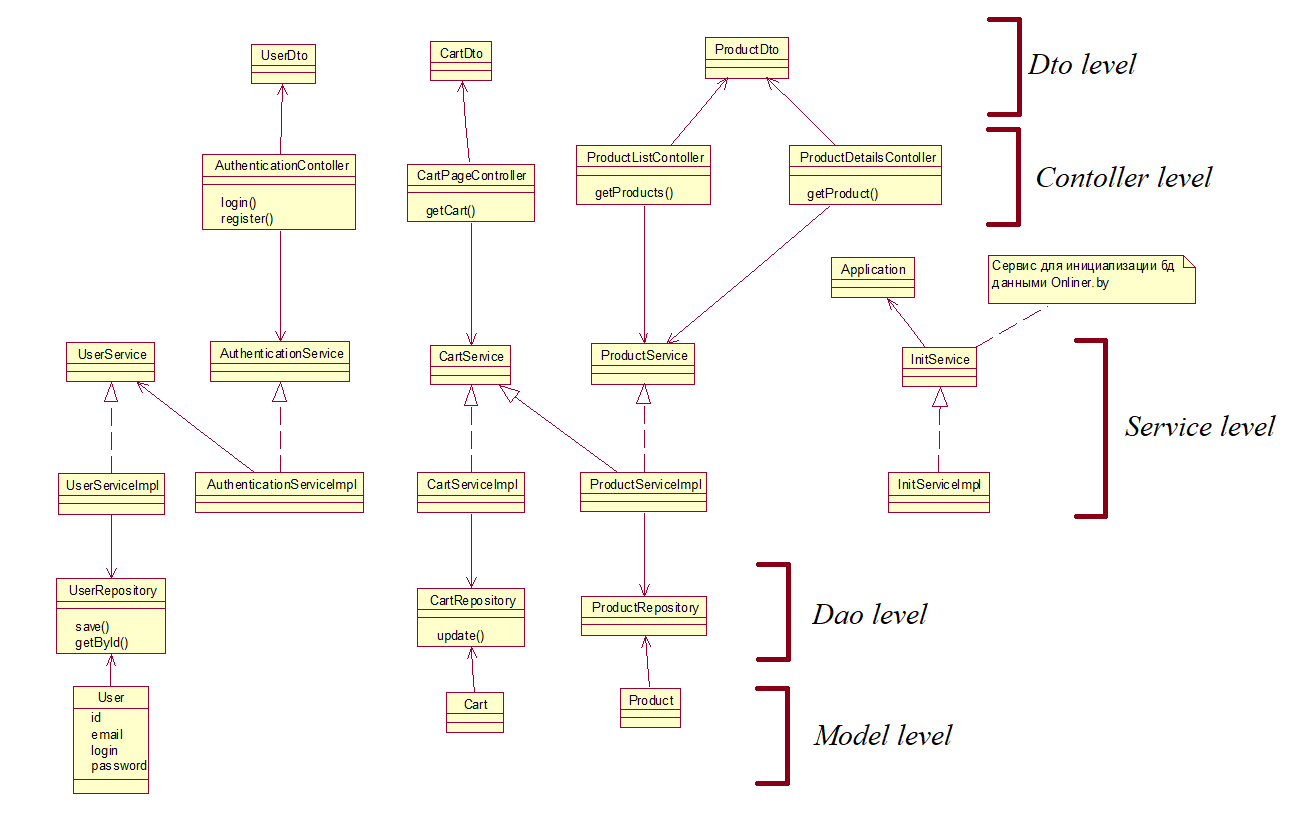 UserDto
CartDto
ProductDto
Dto level
AuthenticationContoller
login()
register()
CartPageController
getCart()
ProductListContoller
getProducts()
ProductDetailsContoller
getProduct()
Contoller level
Application
Сервис для инициализации бд
данными Onliner.by
UserService
AuthenticationService
CartService
ProductService
InitService
Service level
UserServiceImpl
AuthenticationServiceImpl
CartServiceImpl
ProductServiceImpl
InitServiceImpl
UserRepository
save()
getById()
CartRepository
update()
ProductRepository
Dao level
User
id
email
login
password
Cart
Product
Model level